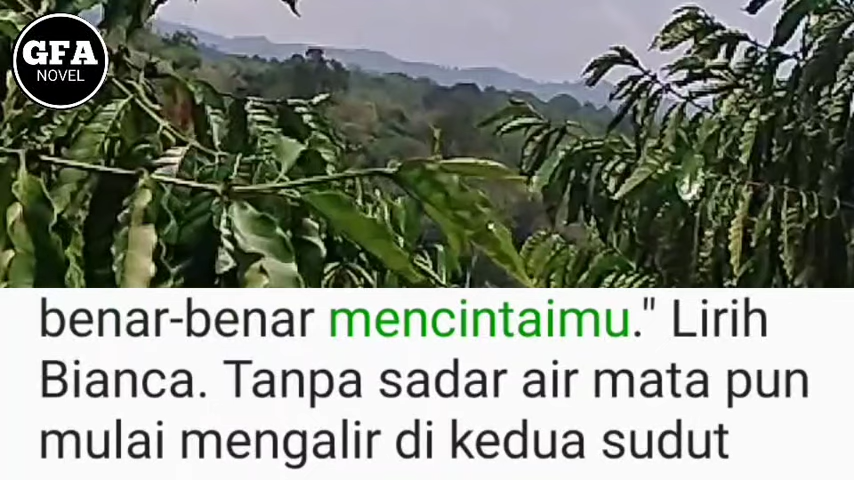 GFA
NOVEL
benar-benar mencintaimu." Lirih
Bianca. Tanpa sadar air mata pun
mulai mengalir di kedua sudut